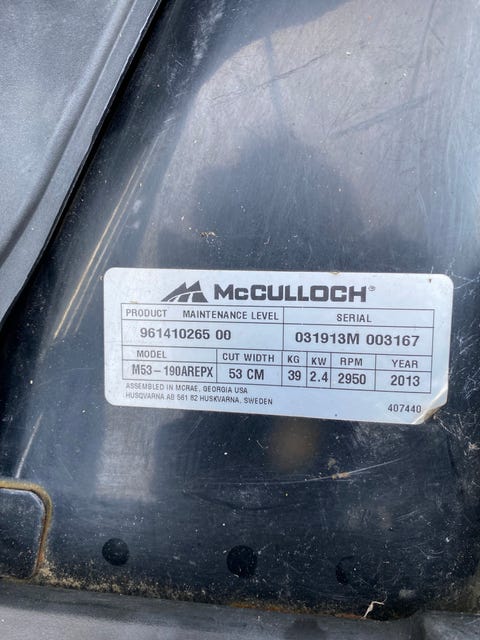 McCULLOCH®
PRODUCT MAINTENANCE LEVEL SERIAL
961410265 00 031913M 003167
MODEL CUT WIDTH KG KW RPM YEAR
M53-190AREPX 53 CM 39 2.4 2950 2013
ASSEMBLED IN MCRAE, GEORGIA USA
HUSQVARNA AB 561 82 HUSKVARNA, SWEDEN
407440